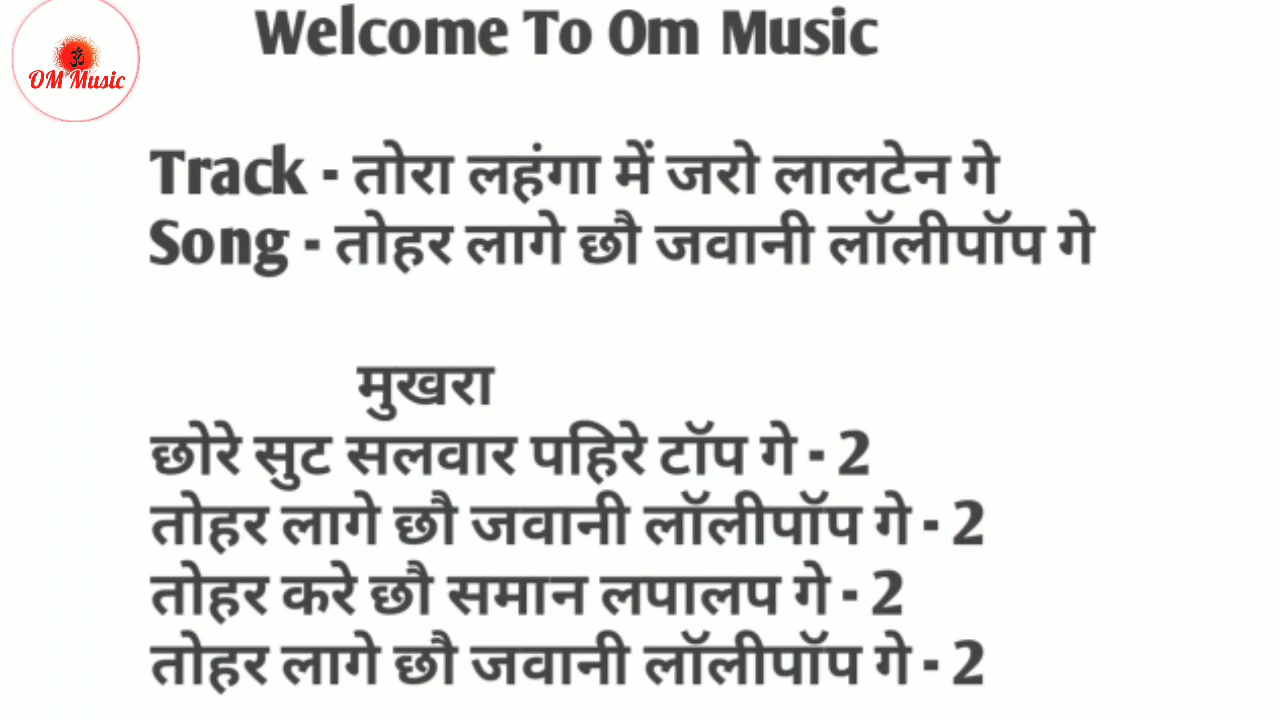 Welcome To Om Music
ॐ
OM Music
Track - तोरा लहंगा में जरो लालटेन गे
Song - तोहर लागे छौ जवानी लॉलीपॉप गे
मुखरा
छोरे सुट सलवार पहिरे टॉप गे - 2
तोहर लागे छौ जवानी लॉलीपॉप गे - 2
तोहर करे छौ समान लपालप गे - 2
तोहर लागे छौ जवानी लॉलीपॉप गे - 2